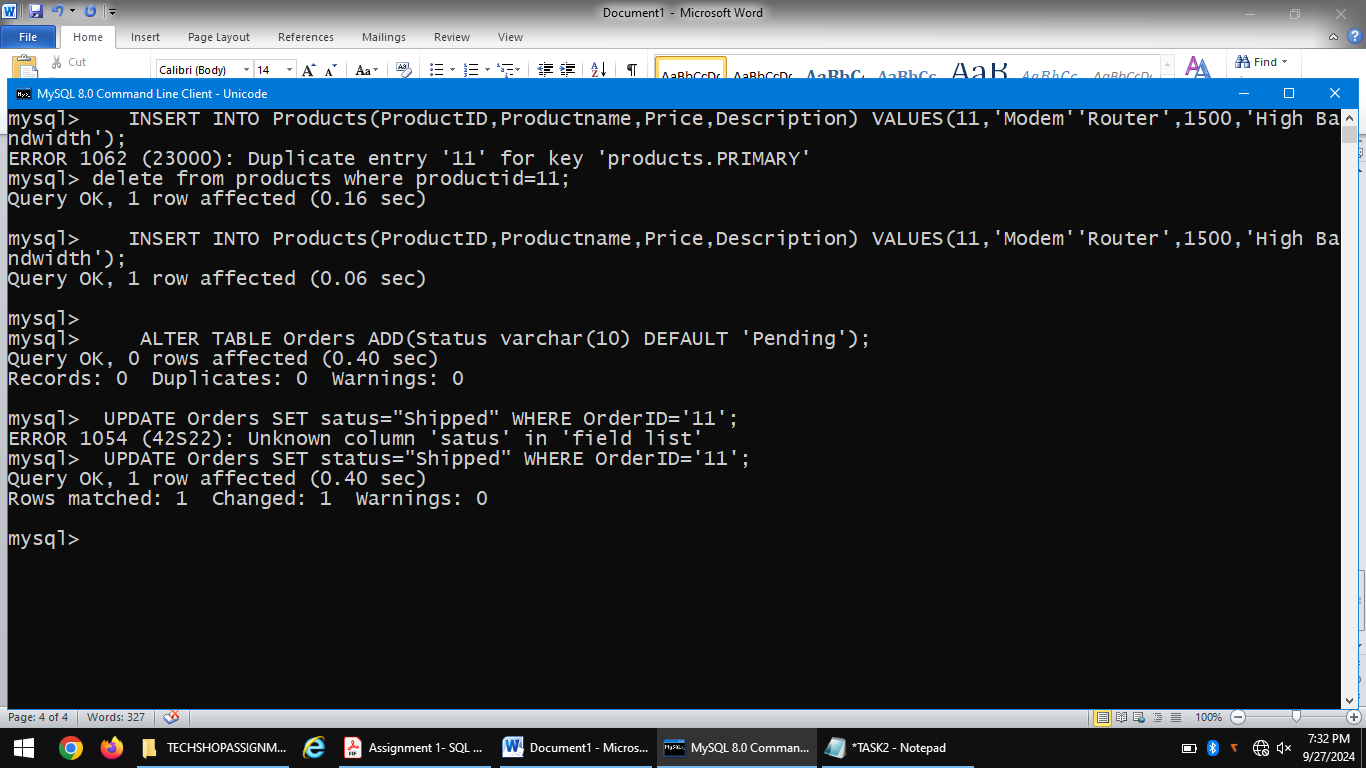 Document1 - Microsoft Word
File Home Insert Page Layout References Mailings Review View
Cut
Calibri (Body) 14
Find
MySQL 8.0 Command Line Client - Unicode
mysql>    INSERT INTO Products(ProductID,Productname,Price,Description) VALUES(11,'Modem''Router',1500,'High Ba
ndwidth');
ERROR 1062 (23000): Duplicate entry '11' for key 'products.PRIMARY'
mysql> delete from products where productid=11;
Query OK, 1 row affected (0.16 sec)
mysql>    INSERT INTO Products(ProductID,Productname,Price,Description) VALUES(11,'Modem''Router',1500,'High Ba
ndwidth');
Query OK, 1 row affected (0.06 sec)
mysql>
mysql>     ALTER TABLE Orders ADD(Status varchar(10) DEFAULT 'Pending');
Query OK, 0 rows affected (0.40 sec)
Records: 0  Duplicates: 0  Warnings: 0
mysql>  UPDATE Orders SET satus="Shipped" WHERE OrderID='11';
ERROR 1054 (42S22): Unknown column 'satus' in 'field list'
mysql>  UPDATE Orders SET status="Shipped" WHERE OrderID='11';
Query OK, 1 row affected (0.40 sec)
Rows matched: 1  Changed: 1  Warnings: 0
mysql>
Page: 4 of 4 Words: 327 100%
TECHSHOPASSIGNM... Assignment 1- SQL ... Document1 - Micros... MySQL 8.0 Comman... *TASK2 - Notepad 7:32 PM
9/27/2024